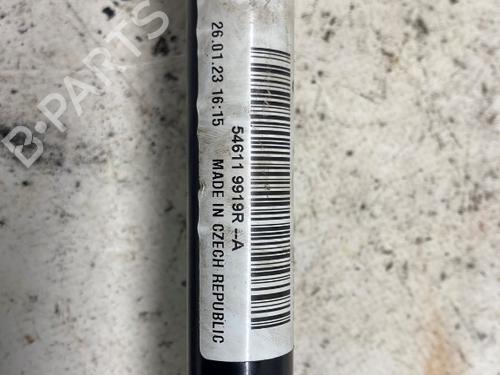 26.01.23 16:15
54611 9919R --A
MADE IN CZECH REPUBLIC
B-PARTS